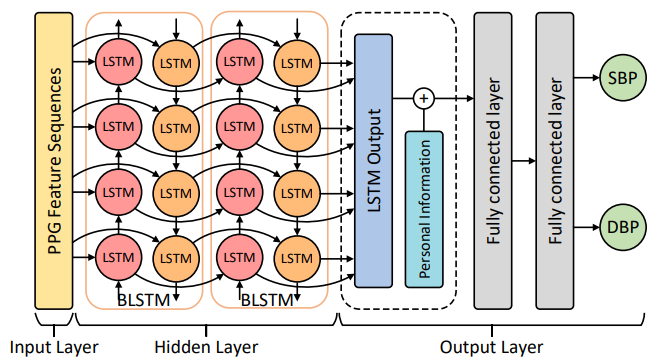 PPG Feature Sequences
LSTM LSTM LSTM LSTM
LSTM LSTM LSTM LSTM
LSTM LSTM LSTM LSTM
LSTM LSTM LSTM LSTM
BLSTM BLSTM
LSTM Output
+
Personal Information
Fully connected layer
Fully connected layer
SBP
DBP
Input Layer Hidden Layer Output Layer